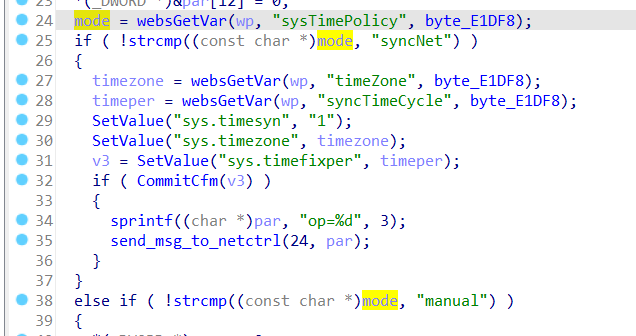 24 mode = websGetVar(wp, "sysTimePolicy", byte_E1DF8);
25 if ( !strcmp((const char *)mode, "syncNet") )
26 {
27 timezone = websGetVar(wp, "timeZone", byte_E1DF8);
28 timeper = websGetVar(wp, "syncTimeCycle", byte_E1DF8);
29 SetValue("sys.timesyn", "1");
30 SetValue("sys.timezone", timezone);
31 v3 = SetValue("sys.timefixper", timeper);
32 if ( CommitCfm(v3) )
33 {
34 sprintf((char *)par, "op=%d", 3);
35 send_msg_to_netctrl(24, par);
36 }
37 }
38 else if ( !strcmp((const char *)mode, "manual") )
39 {